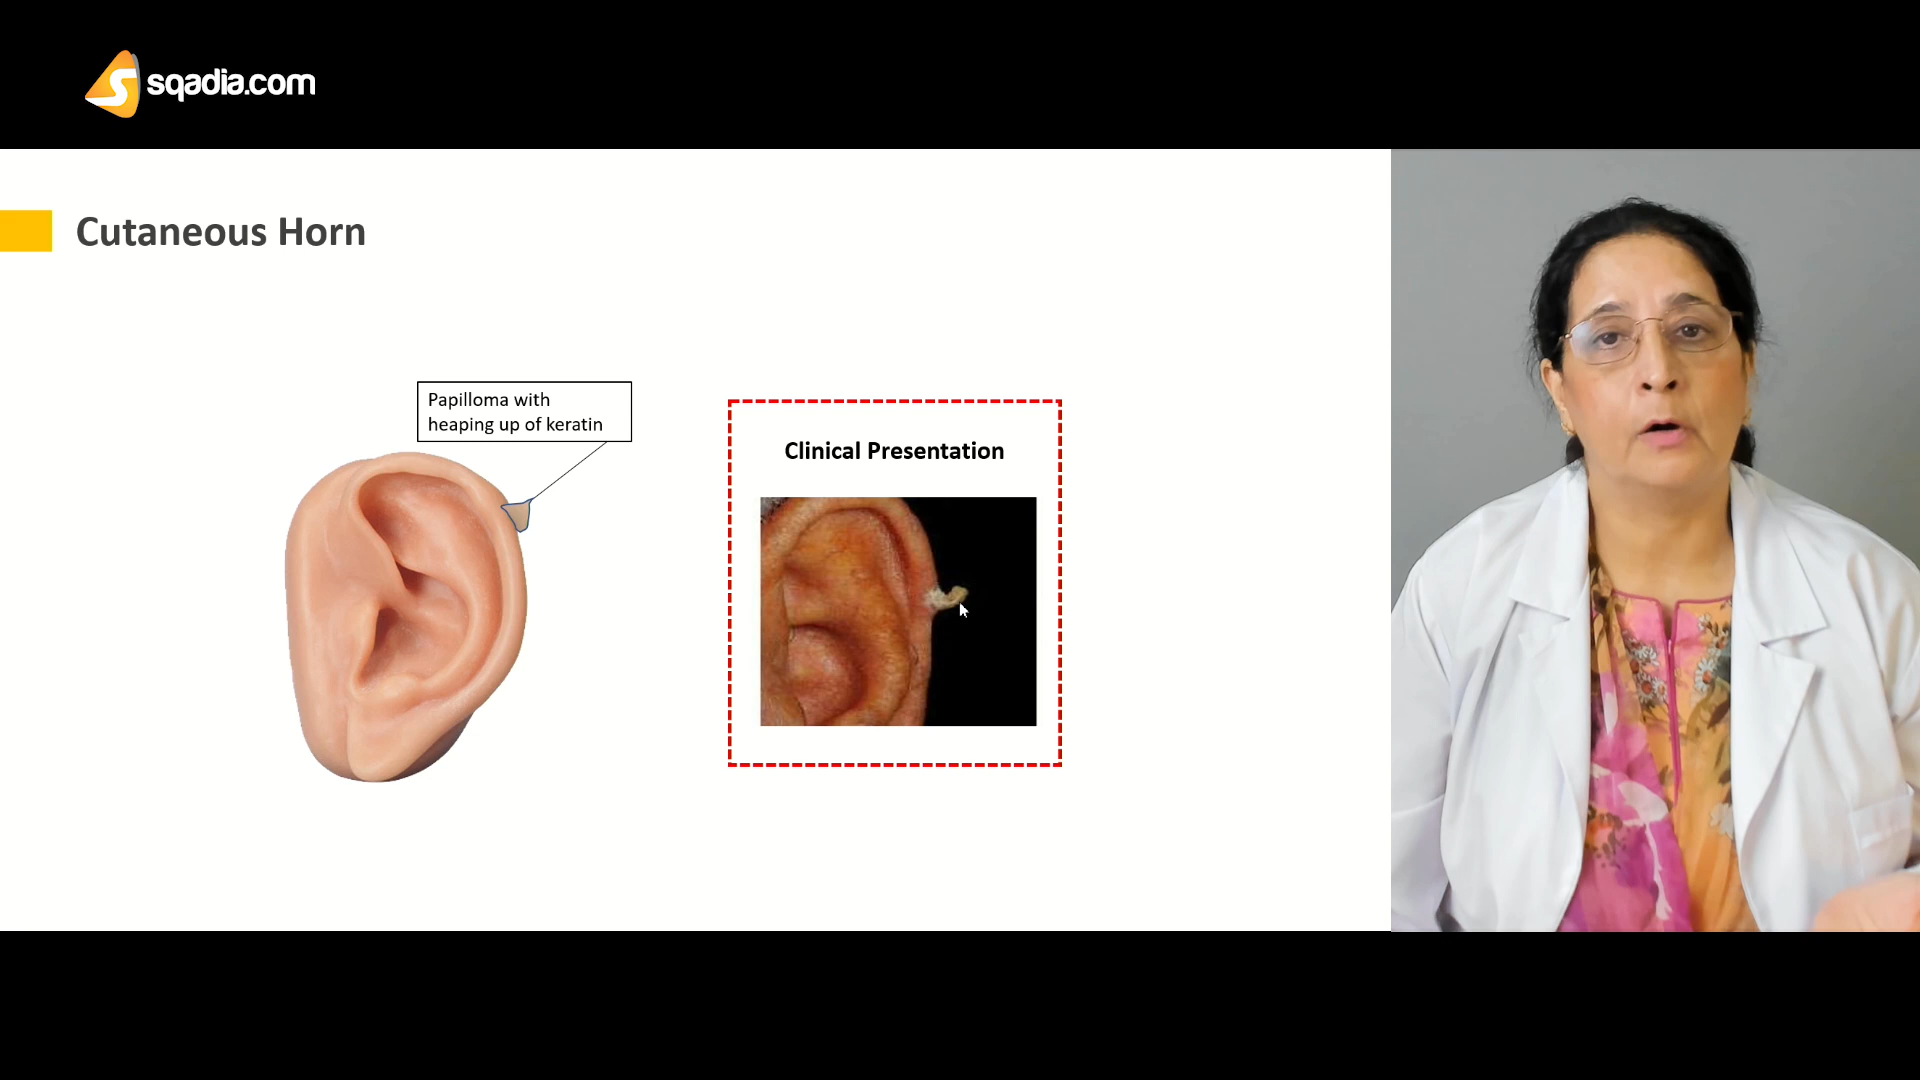 sqadia.com
Cutaneous Horn
Papilloma with
heaping up of keratin
Clinical Presentation